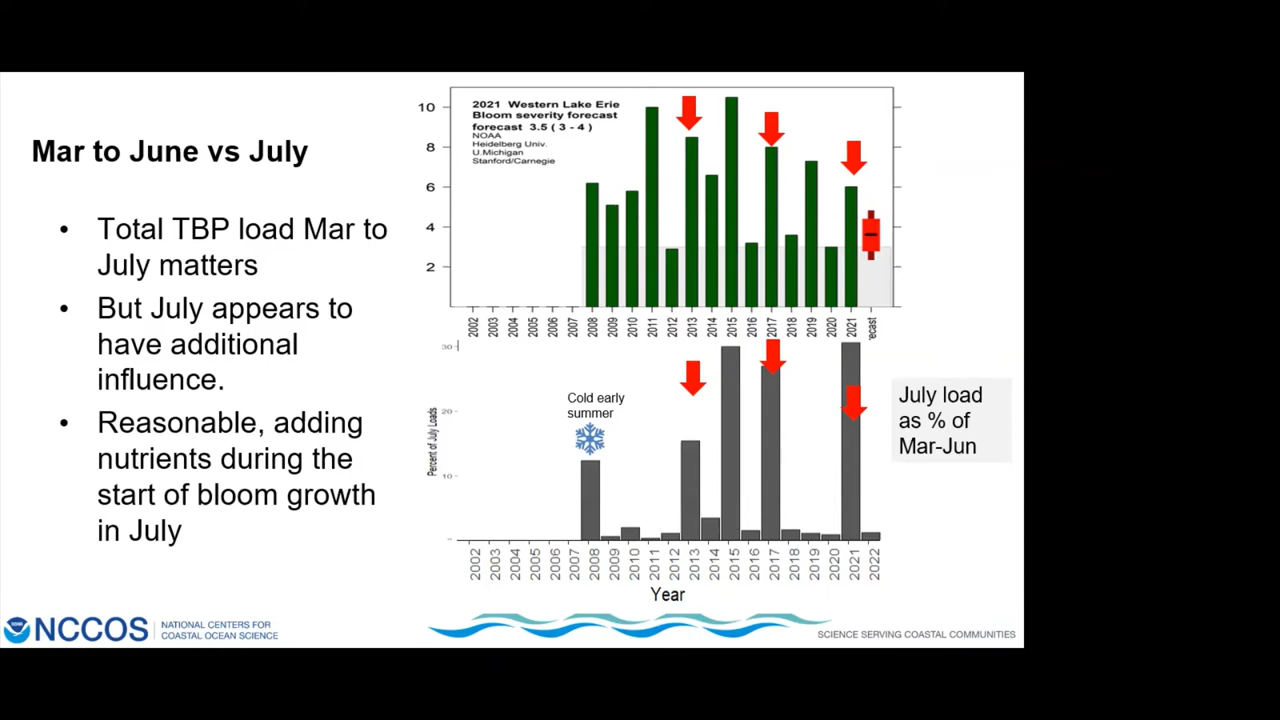 Mar to June vs July
• Total TBP load Mar to
July matters
• But July appears to
have additional
influence.
• Reasonable, adding
nutrients during the
start of bloom growth
in July
2021 Western Lake Erie
Bloom severity forecast
forecast 3.5 ( 3 - 4 )
NOAA
Heidelberg Univ.
U.Michigan
Stanford/Carnegie
10
8
6
4
2
2002 2003 2004 2005 2006 2007 2008 2009 2010 2011 2012 2013 2014 2015 2016 2017 2018 2019 2020 2021 ecast
30
20
10
Percent of July Loads
Cold early
summer
July load
as % of
Mar-Jun
2002 2003 2004 2005 2006 2007 2008 2009 2010 2011 2012 2013 2014 2015 2016 2017 2018 2019 2020 2021 2022
Year
NCCOS
NATIONAL CENTERS FOR
COASTAL OCEAN SCIENCE
SCIENCE SERVING COASTAL COMMUNITIES